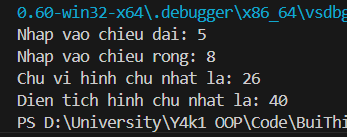 0.60-win32-x64\.debugger\x86_64\vsdbg
Nhap vao chieu dai: 5
Nhap vao chieu rong: 8
Chu vi hinh chu nhat la: 26
Dien tich hinh chu nhat la: 40
PS D:\University\Y4k1 OOP\Code\BuiThi